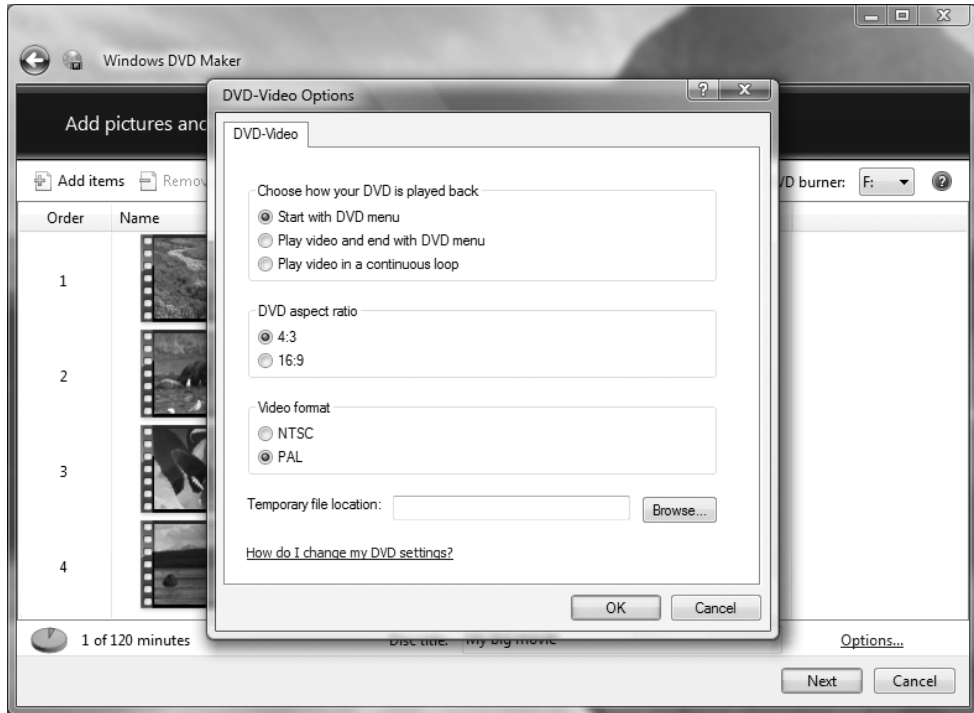 Windows DVD Maker
Add pictures and
DVD-Video Options
DVD-Video
Add items
Remov
VD burner: F:
Order Name
Choose how your DVD is played back
Start with DVD menu
Play video and end with DVD menu
Play video in a continuous loop
1
DVD aspect ratio
4:3
16:9
2
Video format
NTSC
PAL
3
Temporary file location: Browse...
How do I change my DVD settings?
4
OK Cancel
1 of 120 minutes Disc title: My big movie Options...
Next Cancel